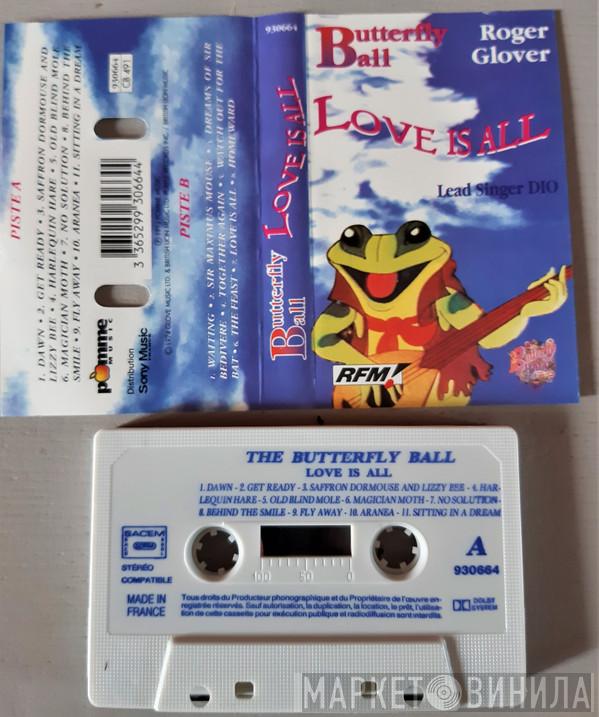 930664
Butterfly
Ball
Roger
Glover
LOVE IS ALL
Lead Singer DIO
RFM!
Butterfly
Ball
LOVE IS ALL
930664
CB 491
PISTE A
1. DAWN • 2. GET READY • 3. SAFFRON DORMOUSE AND
LIZZY BEE • 4. HARLEQUIN HARE • 5. OLD BLIND MOLE
6. MAGICIAN MOTH • 7. NO SOLUTION • 8. BEHIND THE
SMILE • 9. FLY AWAY • 10. ARANEA • 11. SITTING IN A DREAM
3 365299 306644
PISTE B
1. WAITING • 2. SIR MAXIMUS MOUSE • 3. DREAMS OF SIR
BEDIVERE • 4. TOGETHER AGAIN • 5. WATCH OUT FOR THE
BAT • 6. THE FEAST • 7. LOVE IS ALL • 8. HOMEWARD
pomme
MUSIC
Distribution
Sony Music
THE BUTTERFLY BALL
LOVE IS ALL
1. DAWN - 2. GET READY - 3. SAFFRON DORMOUSE AND LIZZY BEE - 4. HAR-
LEQUIN HARE - 5. OLD BLIND MOLE - 6. MAGICIAN MOTH - 7. NO SOLUTION -
8. BEHIND THE SMILE - 9. FLY AWAY - 10. ARANEA - 11. SITTING IN A DREAM
SACEM
STÉRÉO
COMPATIBLE
100 50 0
A
930664
MADE IN
FRANCE
Tous droits du Producteur phonographique et du Propriétaire de l'œuvre en-
registrée réservés. Sauf autorisation, la duplication, la location, le prêt, l'utilisa-
tion de cette cassette pour exécution publique et radiodiffusion sont interdits.
DOLBY
SYSTEM
МАРКЕТ ВИНИЛА